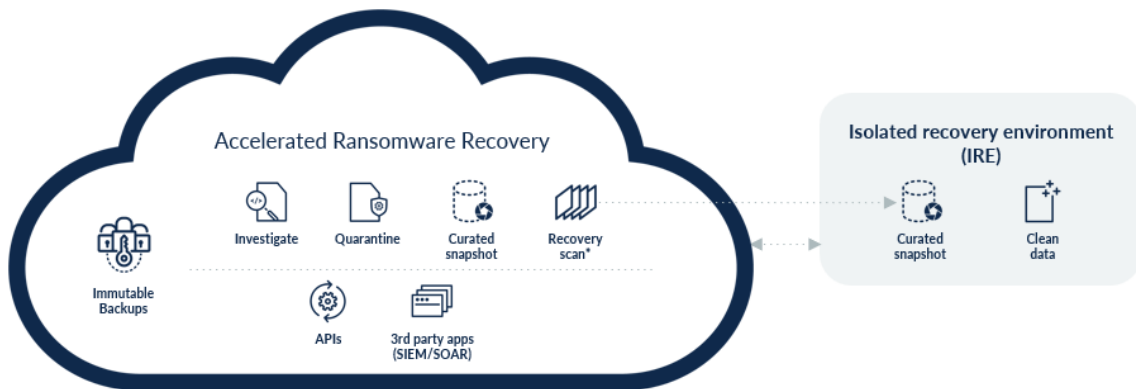 Accelerated Ransomware Recovery
Investigate
Quarantine
Curated
snapshot
Recovery
scan*
Immutable
Backups
APIs
3rd party apps
(SIEM/SOAR)
Isolated recovery environment
(IRE)
Curated
snapshot
Clean
data